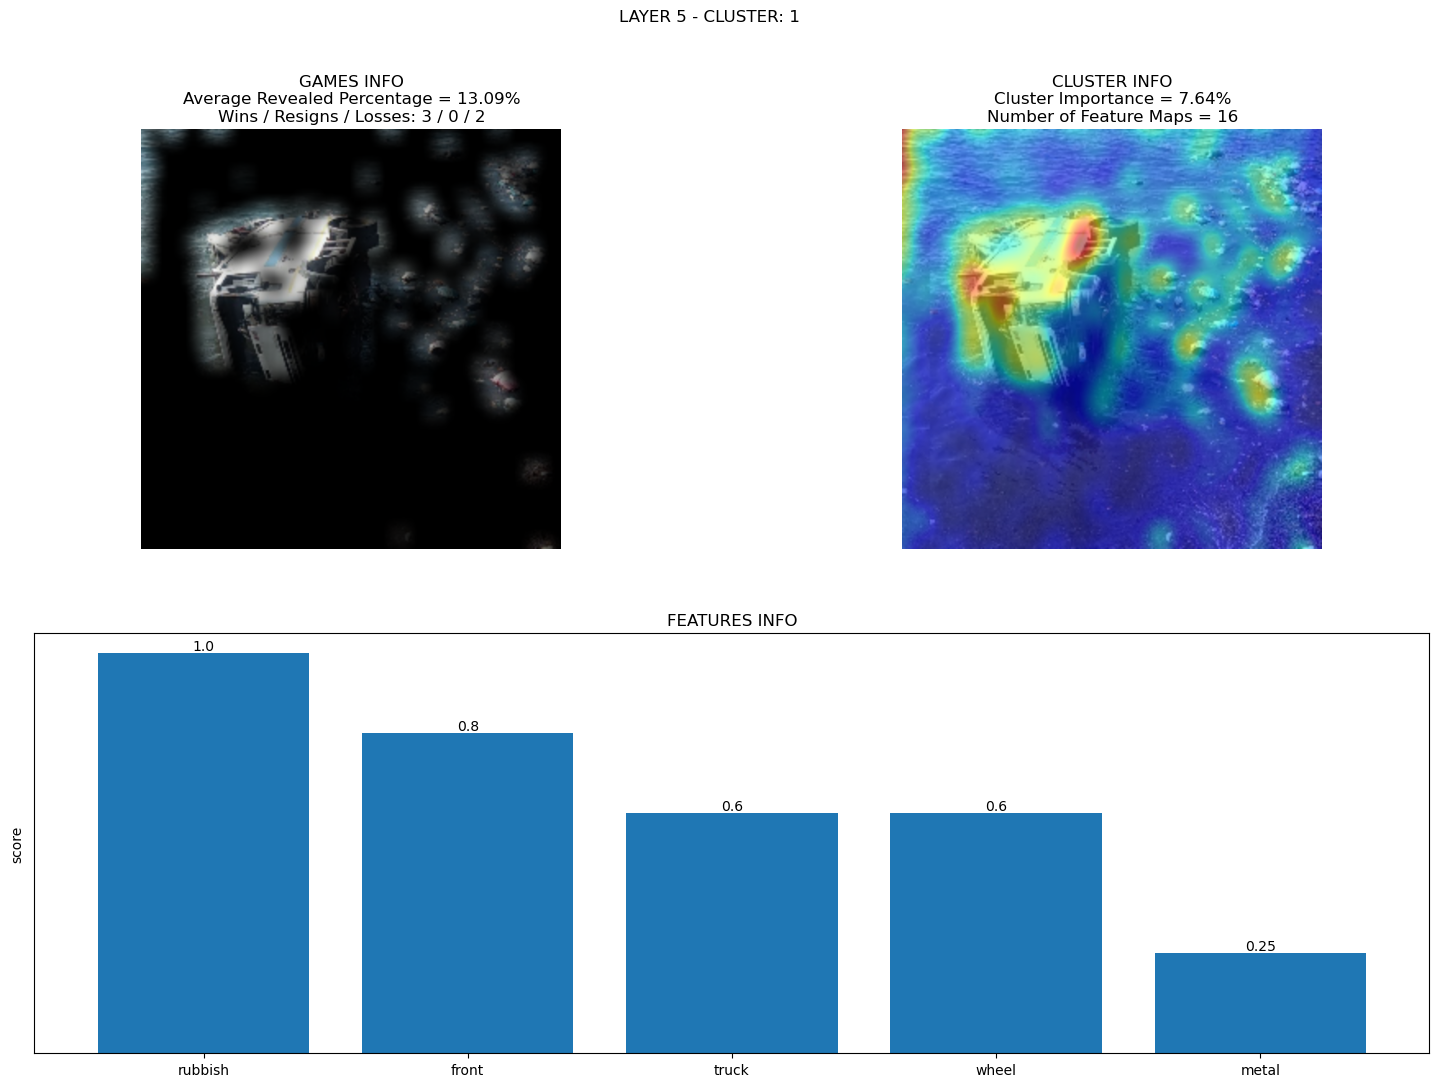 LAYER 5 - CLUSTER: 1
GAMES INFO
Average Revealed Percentage = 13.09%
Wins / Resigns / Losses: 3 / 0 / 2
CLUSTER INFO
Cluster Importance = 7.64%
Number of Feature Maps = 16
FEATURES INFO
score
1.0
0.8
0.6
0.6
0.25
rubbish
front
truck
wheel
metal